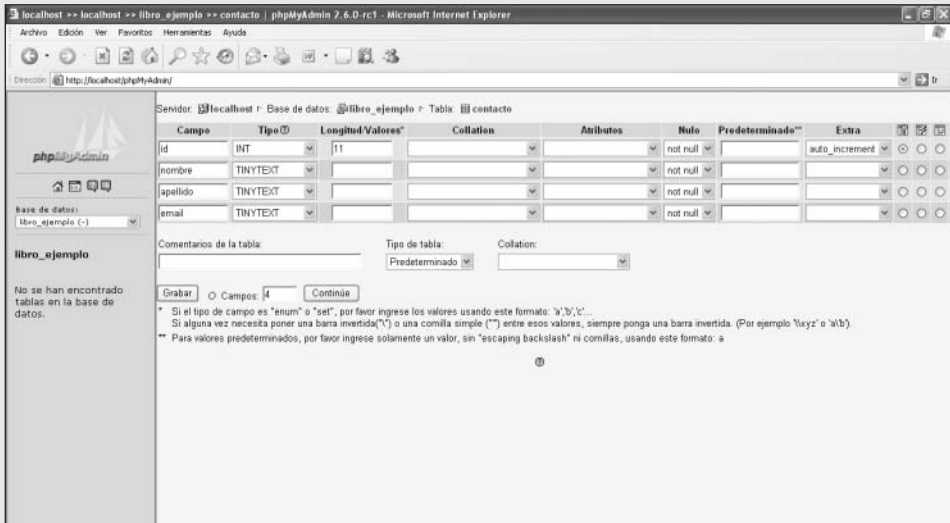 localhost >> localhost >> libro_ejemplo >> contacto | phpMyAdmin 2.6.0-rc1 - Microsoft Internet Explorer
Archivo Edición Ver Favoritos Herramientas Ayuda
Dirección http://localhost/phpMyAdmin/ Ir
phpMyAdmin
Base de datos:
libro_ejemplo (-)
libro_ejemplo
No se han encontrado
tablas en la base de
datos.
Servidor: localhost Base de datos: libro_ejemplo Tabla: contacto
Campo Tipo Longitud/Valores* Collation Atributos Nulo Predeterminado** Extra
id INT 11 not null auto_increment
nombre TINYTEXT not null
apellido TINYTEXT not null
email TINYTEXT not null
Comentarios de la tabla: Tipo de tabla: Collation:
Predeterminado
Grabar O Campos: 4 Continúe
* Si el tipo de campo es "enum" o "set", por favor ingrese los valores usando este formato: 'a','b','c'...
Si alguna vez necesita poner una barra invertida("\") o una comilla simple ("'") entre esos valores, siempre ponga una barra invertida. (Por ejemplo '\\xyz' o 'a\'b').
** Para valores predeterminados, por favor ingrese solamente un valor, sin "escaping backslash" ni comillas, usando este formato: a